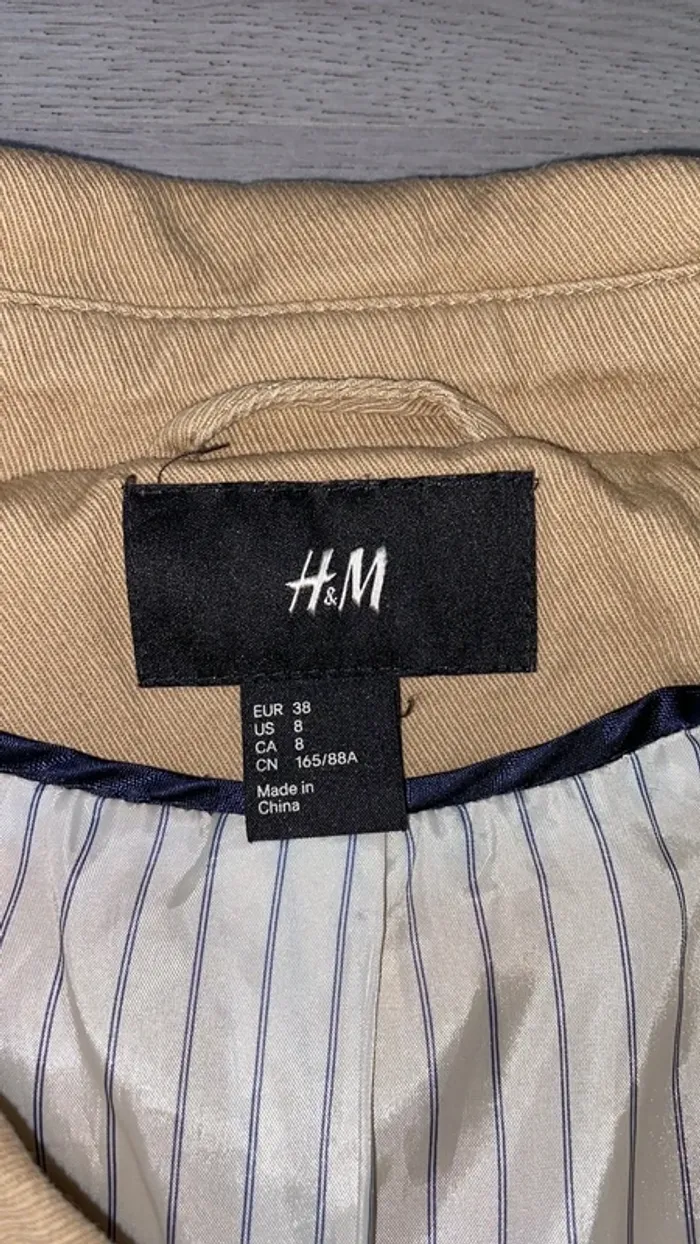 H&M
EUR 38
US 8
CA 8
CN 165/88A
Made in
China